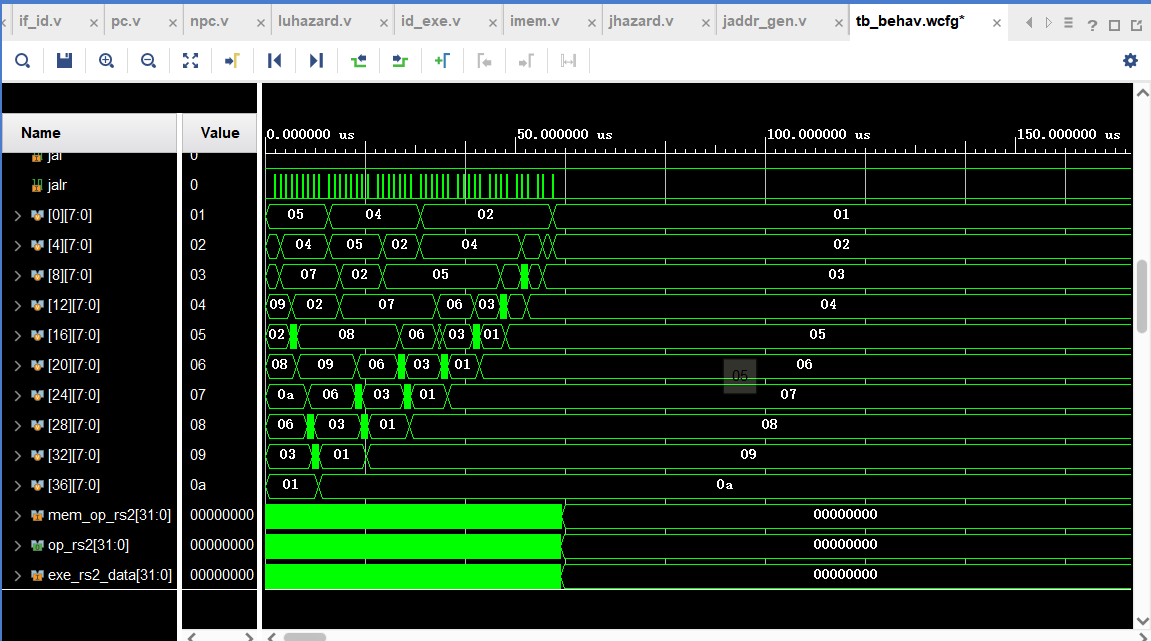 if_id.v pc.v npc.v luhazard.v id_exe.v imem.v jhazard.v jaddr_gen.v tb_behav.wcfg*
Name Value 0.000000 us 50.000000 us 100.000000 us 150.000000 us
jal 0
jalr 0
[0][7:0] 01 05 04 02 01
[4][7:0] 02 04 05 02 04 02
[8][7:0] 03 07 02 05 03
[12][7:0] 04 09 02 07 06 03 04
[16][7:0] 05 02 08 06 03 01 05
[20][7:0] 06 08 09 06 03 01 06
05
[24][7:0] 07 0a 06 03 01 07
[28][7:0] 08 06 03 01 08
[32][7:0] 09 03 01 09
[36][7:0] 0a 01 0a
mem_op_rs2[31:0] 00000000 00000000
op_rs2[31:0] 00000000 00000000
exe_rs2_data[31:0] 00000000 00000000